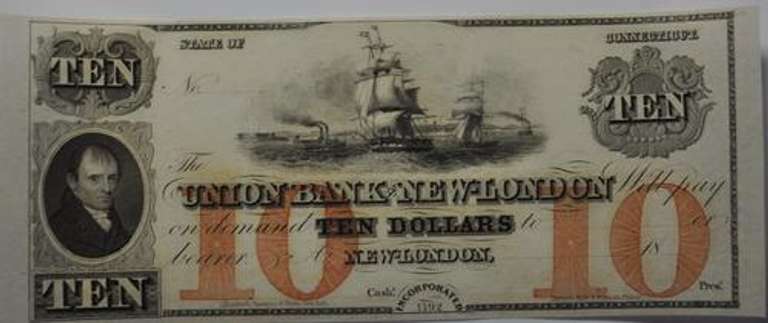 STATE OF CONNECTICUT.
TEN TEN
No
The
UNION BANK OF NEW-LONDON Will pay
on demand TEN DOLLARS to or
bearer NEW-LONDON, 18
10 10
TEN
Cash.r Pres.t
INCORPORATED
1792